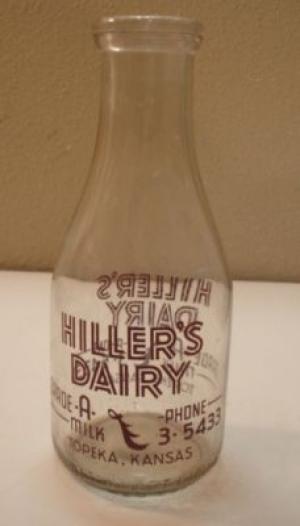 HILLER'S
DAIRY
GRADE-A-
MILK
PHONE
3-5433
TOPEKA, KANSAS